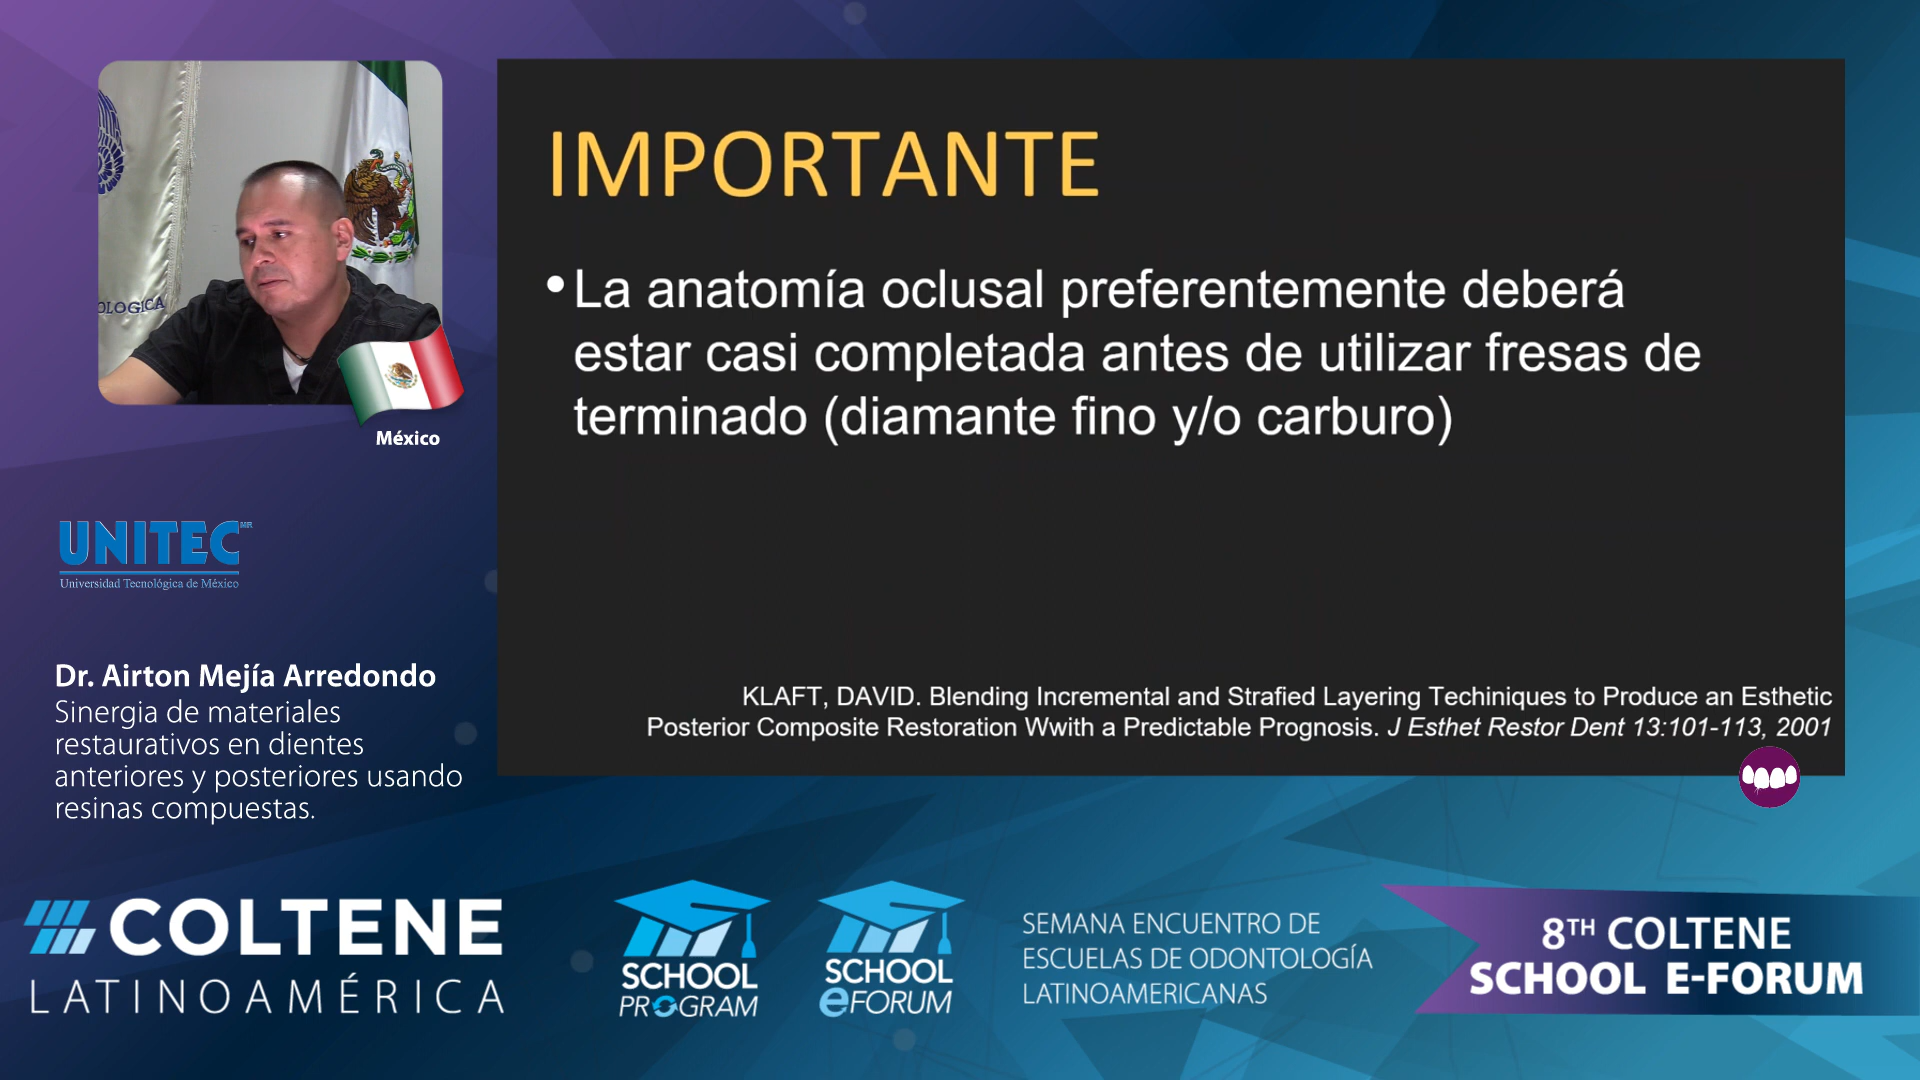 OLOGICA
México
UNITEC MR
Universidad Tecnológica de México
Dr. Airton Mejía Arredondo
Sinergia de materiales
restaurativos en dientes
anteriores y posteriores usando
resinas compuestas.
IMPORTANTE
•La anatomía oclusal preferentemente deberá
estar casi completada antes de utilizar fresas de
terminado (diamante fino y/o carburo)
KLAFT, DAVID. Blending Incremental and Strafied Layering Techiniques to Produce an Esthetic
Posterior Composite Restoration Wwith a Predictable Prognosis. J Esthet Restor Dent 13:101-113, 2001
COLTENE
LATINOAMÉRICA
SCHOOL
PROGRAM
SCHOOL
eFORUM
SEMANA ENCUENTRO DE
ESCUELAS DE ODONTOLOGÍA
LATINOAMERICANAS
8TH COLTENE
SCHOOL E-FORUM